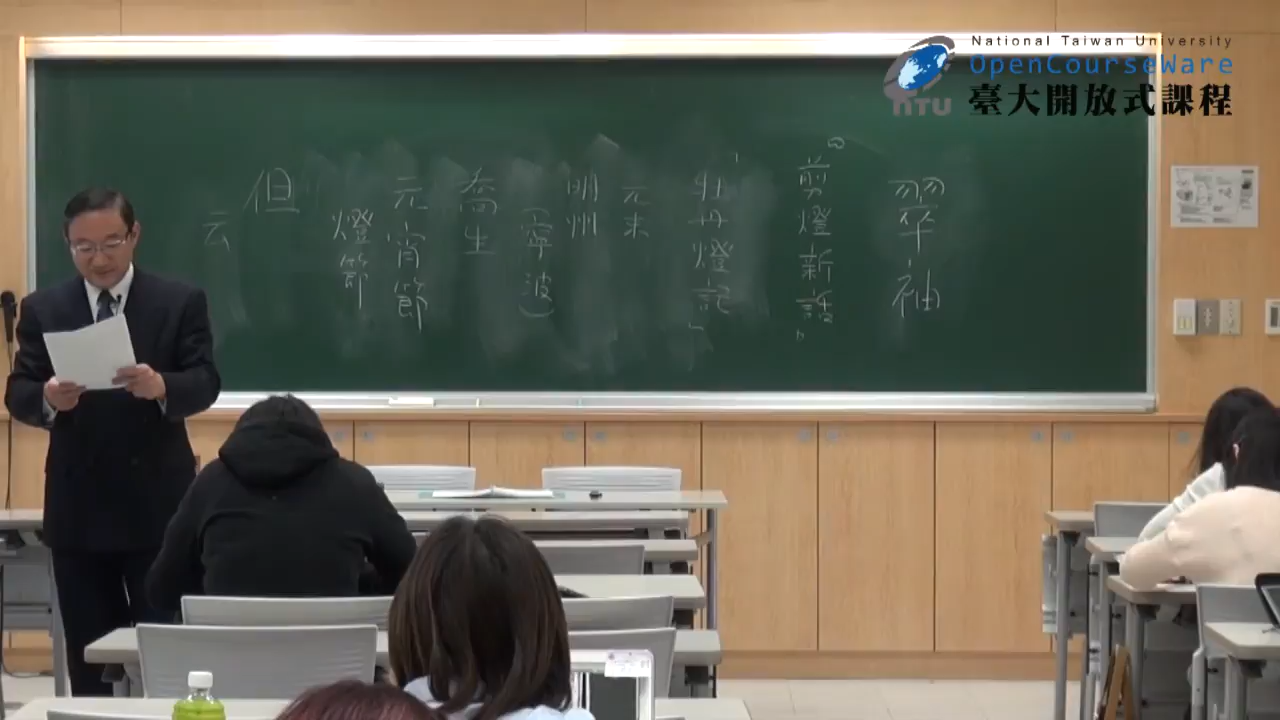 National Taiwan University
OpenCourseWare
臺大開放式課程
NTU
翠袖
『剪燈新話』
「牡丹燈記」
元末
明州
(寧波)
喬生
元宵節
燈節
但
云